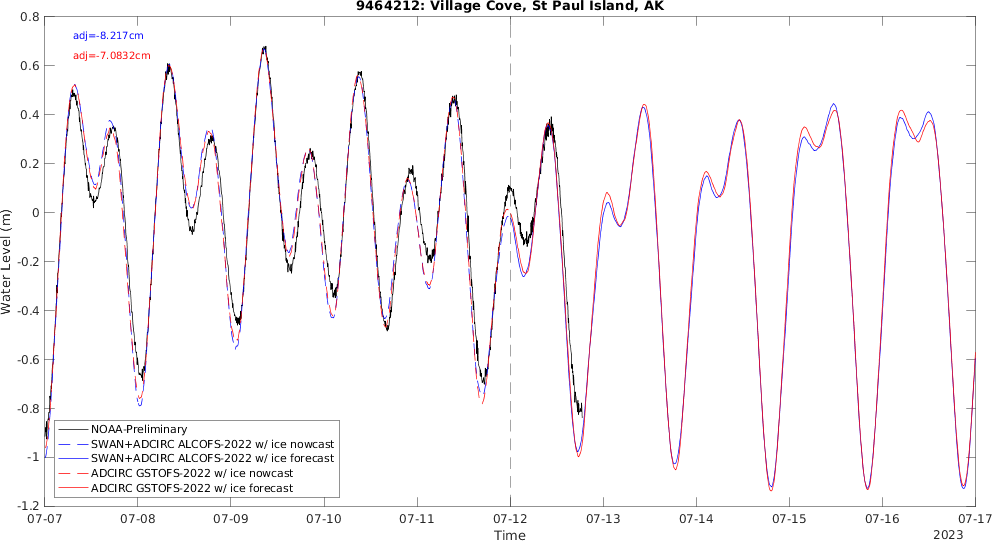 9464212: Village Cove, St Paul Island, AK
adj=-8.217cm
adj=-7.0832cm
Water Level (m)
0.8
0.6
0.4
0.2
0
-0.2
-0.4
-0.6
-0.8
-1
-1.2
NOAA-Preliminary
SWAN+ADCIRC ALCOFS-2022 w/ ice nowcast
SWAN+ADCIRC ALCOFS-2022 w/ ice forecast
ADCIRC GSTOFS-2022 w/ ice nowcast
ADCIRC GSTOFS-2022 w/ ice forecast
07-07 07-08 07-09 07-10 07-11 07-12 07-13 07-14 07-15 07-16 07-17
Time
2023